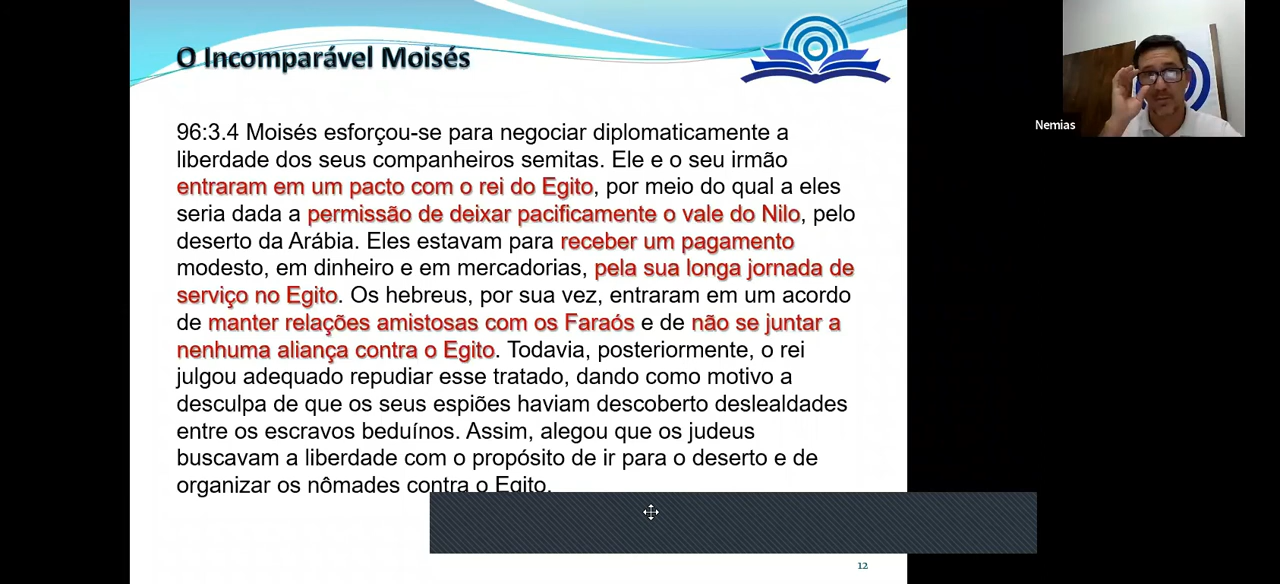 O Incomparável Moisés
Nemias
96:3.4 Moisés esforçou-se para negociar diplomaticamente a
liberdade dos seus companheiros semitas. Ele e o seu irmão
entraram em um pacto com o rei do Egito, por meio do qual a eles
seria dada a permissão de deixar pacificamente o vale do Nilo, pelo
deserto da Arábia. Eles estavam para receber um pagamento
modesto, em dinheiro e em mercadorias, pela sua longa jornada de
serviço no Egito. Os hebreus, por sua vez, entraram em um acordo
de manter relações amistosas com os Faraós e de não se juntar a
nenhuma aliança contra o Egito. Todavia, posteriormente, o rei
julgou adequado repudiar esse tratado, dando como motivo a
desculpa de que os seus espiões haviam descoberto deslealdades
entre os escravos beduínos. Assim, alegou que os judeus
buscavam a liberdade com o propósito de ir para o deserto e de
organizar os nômades contra o Egito.
12